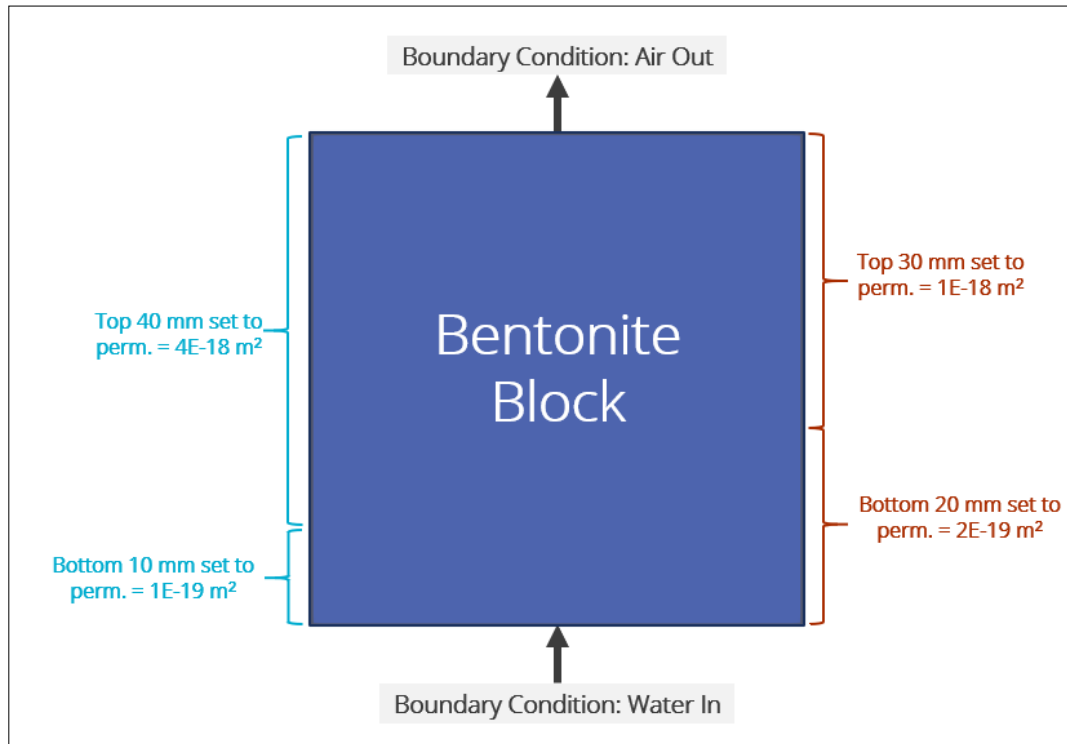 Boundary Condition: Air Out
Top 40 mm set to
perm. = 4E-18 m²
Bottom 10 mm set to
perm. = 1E-19 m²
Bentonite
Block
Top 30 mm set to
perm. = 1E-18 m²
Bottom 20 mm set to
perm. = 2E-19 m²
Boundary Condition: Water In